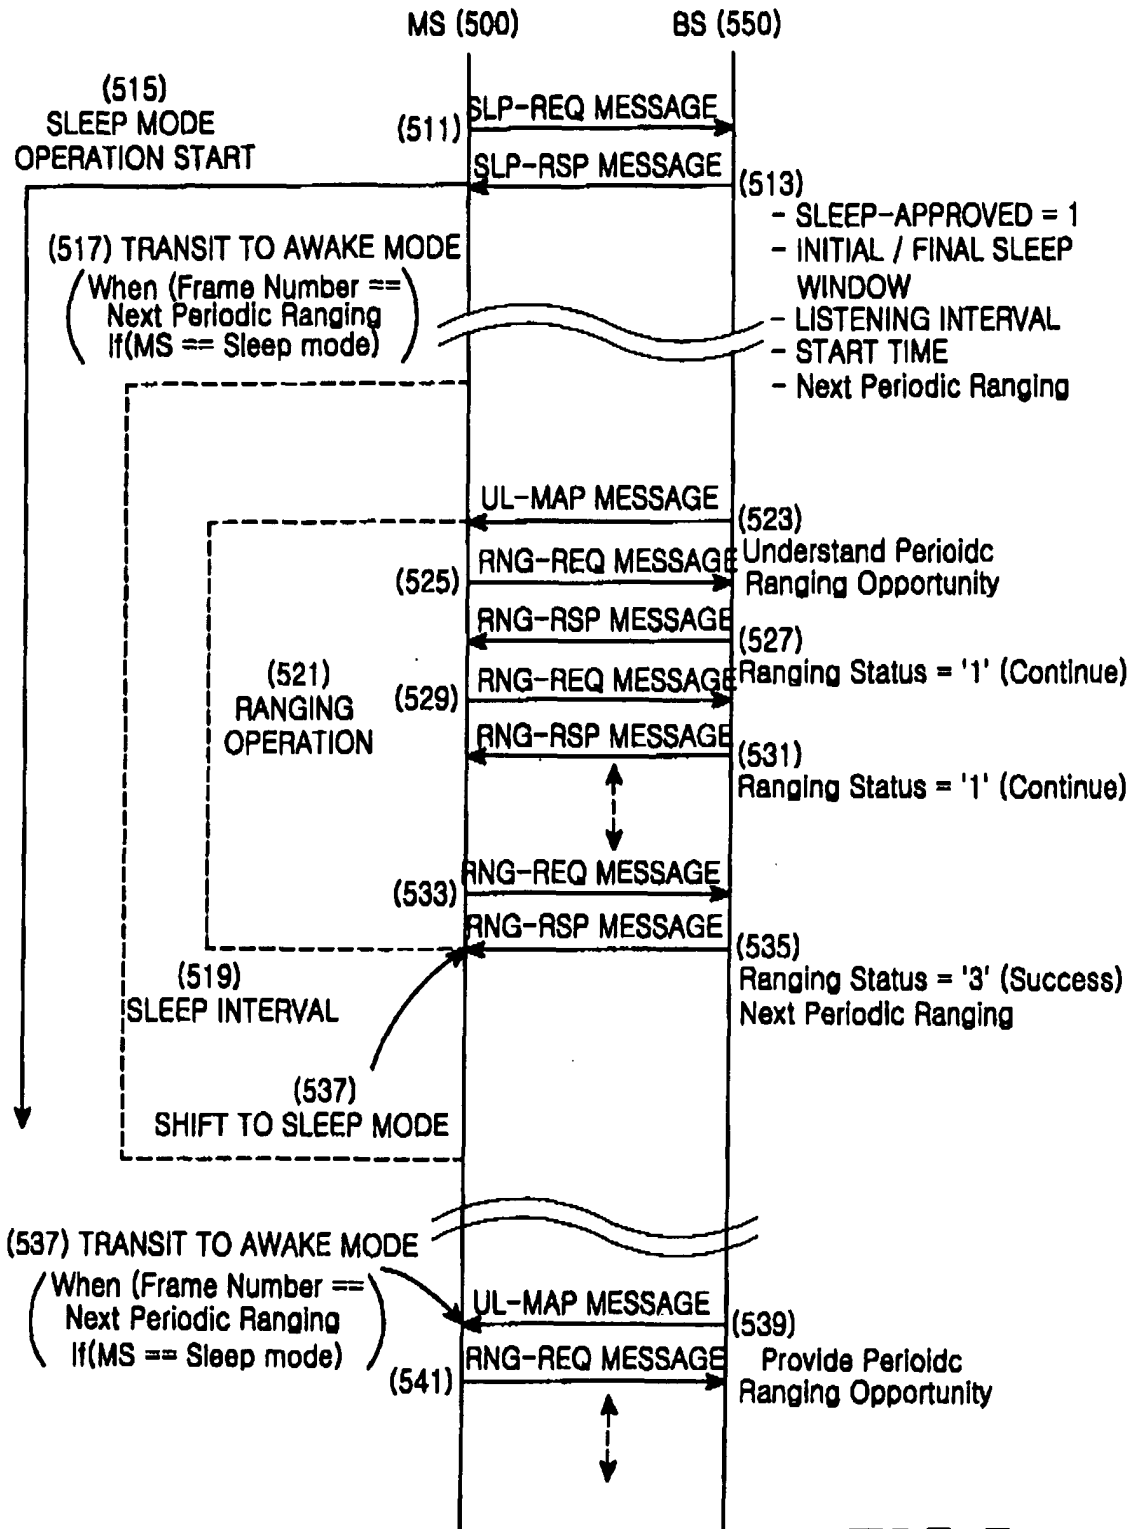 MS (500)
BS (550)
(515)
SLEEP MODE
OPERATION START
SLP-REQ MESSAGE
(511)
SLP-RSP MESSAGE
(513)
- SLEEP-APPROVED = 1
- INITIAL / FINAL SLEEP
WINDOW
- LISTENING INTERVAL
- START TIME
- Next Periodic Ranging
(517) TRANSIT TO AWAKE MODE
When (Frame Number ==
Next Periodic Ranging
If(MS == Sleep mode)
UL-MAP MESSAGE
(523)
Understand Perioidc
Ranging Opportunity
RNG-REQ MESSAGE
(525)
RNG-RSP MESSAGE
(527)
Ranging Status = '1' (Continue)
(521)
RANGING
OPERATION
RNG-REQ MESSAGE
(529)
RNG-RSP MESSAGE
(531)
Ranging Status = '1' (Continue)
RNG-REQ MESSAGE
(533)
RNG-RSP MESSAGE
(535)
Ranging Status = '3' (Success)
Next Periodic Ranging
(519)
SLEEP INTERVAL
(537)
SHIFT TO SLEEP MODE
(537) TRANSIT TO AWAKE MODE
When (Frame Number ==
Next Periodic Ranging
If(MS == Sleep mode)
UL-MAP MESSAGE
(539)
Provide Perioidc
Ranging Opportunity
RNG-REQ MESSAGE
(541)